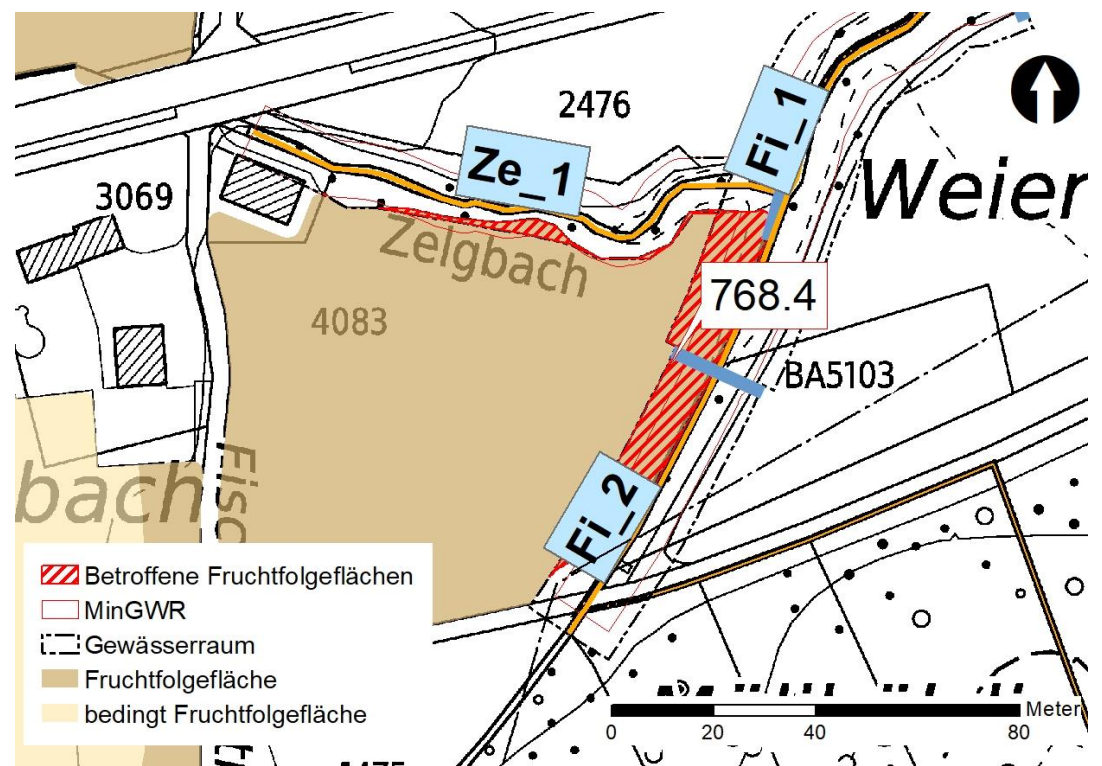 2476
Fi_1
Ze_1
3069
Weier
Zelgbach
768.4
4083
BA5103
bach
Fi_2
Betroffene Fruchtfolgeflächen
MinGWR
Gewässerraum
Fruchtfolgefläche
bedingt Fruchtfolgefläche
Meter
0 20 40 80